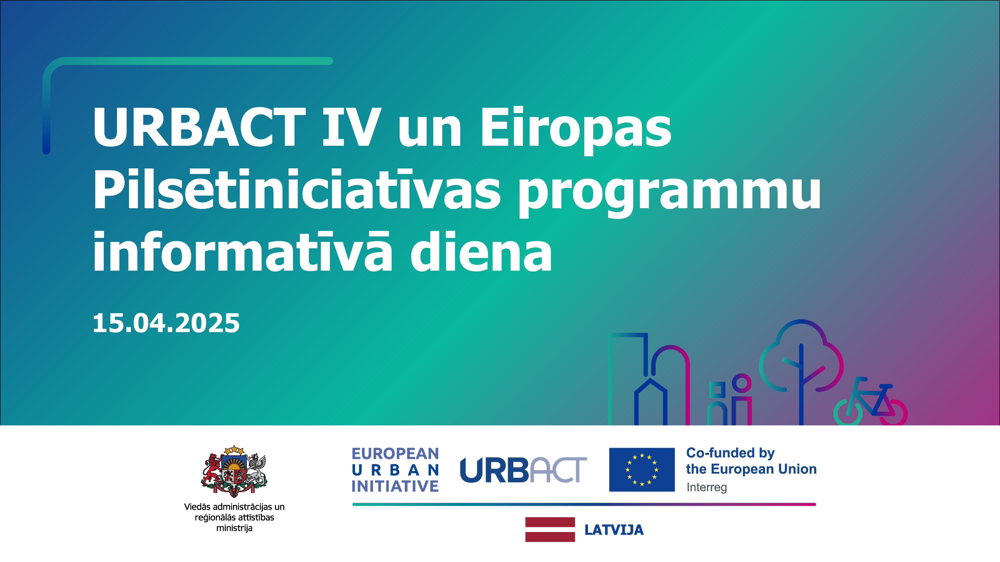 URBACT IV un Eiropas
Pilsētiniciatīvas programmu
informatīvā diena
15.04.2025
Viedās administrācijas un
reģionālās attīstības
ministrija
EUROPEAN
URBAN
INITIATIVE
URBACT
Co-funded by
the European Union
Interreg
LATVIJA